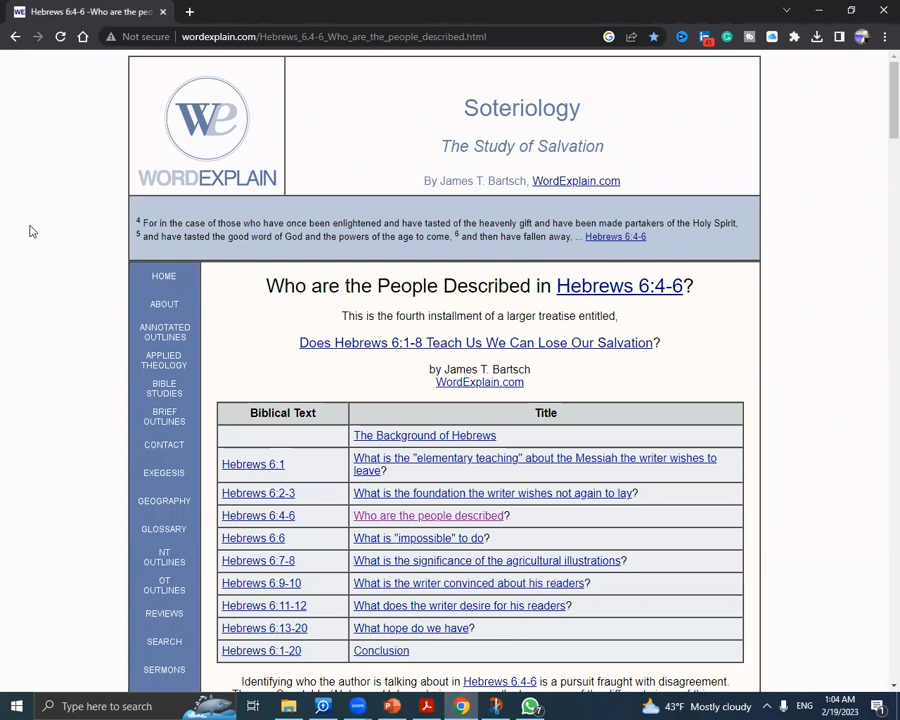 Hebrews 6:4-6 -Who are the peo
Not secure
wordexplain.com/Hebrews_6.4-6_Who_are_the_people_described.html
45
WE
WORDEXPLAIN
Soteriology
The Study of Salvation
By James T. Bartsch, WordExplain.com
4 For in the case of those who have once been enlightened and have tasted of the heavenly gift and have been made partakers of the Holy Spirit,
5 and have tasted the good word of God and the powers of the age to come, 6 and then have fallen away, ... Hebrews 6:4-6
HOME
ABOUT
ANNOTATED
OUTLINES
APPLIED
THEOLOGY
BIBLE
STUDIES
BRIEF
OUTLINES
CONTACT
EXEGESIS
GEOGRAPHY
GLOSSARY
NT
OUTLINES
OT
OUTLINES
REVIEWS
SEARCH
SERMONS
Who are the People Described in Hebrews 6:4-6?
This is the fourth installment of a larger treatise entitled,
Does Hebrews 6:1-8 Teach Us We Can Lose Our Salvation?
by James T. Bartsch
WordExplain.com
Biblical Text Title
The Background of Hebrews
Hebrews 6:1 What is the "elementary teaching" about the Messiah the writer wishes to
leave?
Hebrews 6:2-3 What is the foundation the writer wishes not again to lay?
Hebrews 6:4-6 Who are the people described?
Hebrews 6:6 What is "impossible" to do?
Hebrews 6:7-8 What is the significance of the agricultural illustrations?
Hebrews 6:9-10 What is the writer convinced about his readers?
Hebrews 6:11-12 What does the writer desire for his readers?
Hebrews 6:13-20 What hope do we have?
Hebrews 6:1-20 Conclusion
Identifying who the author is talking about in Hebrews 6:4-6 is a pursuit fraught with disagreement.
Type here to search
7
43°F Mostly cloudy
ENG
1:04 AM
2/19/2023